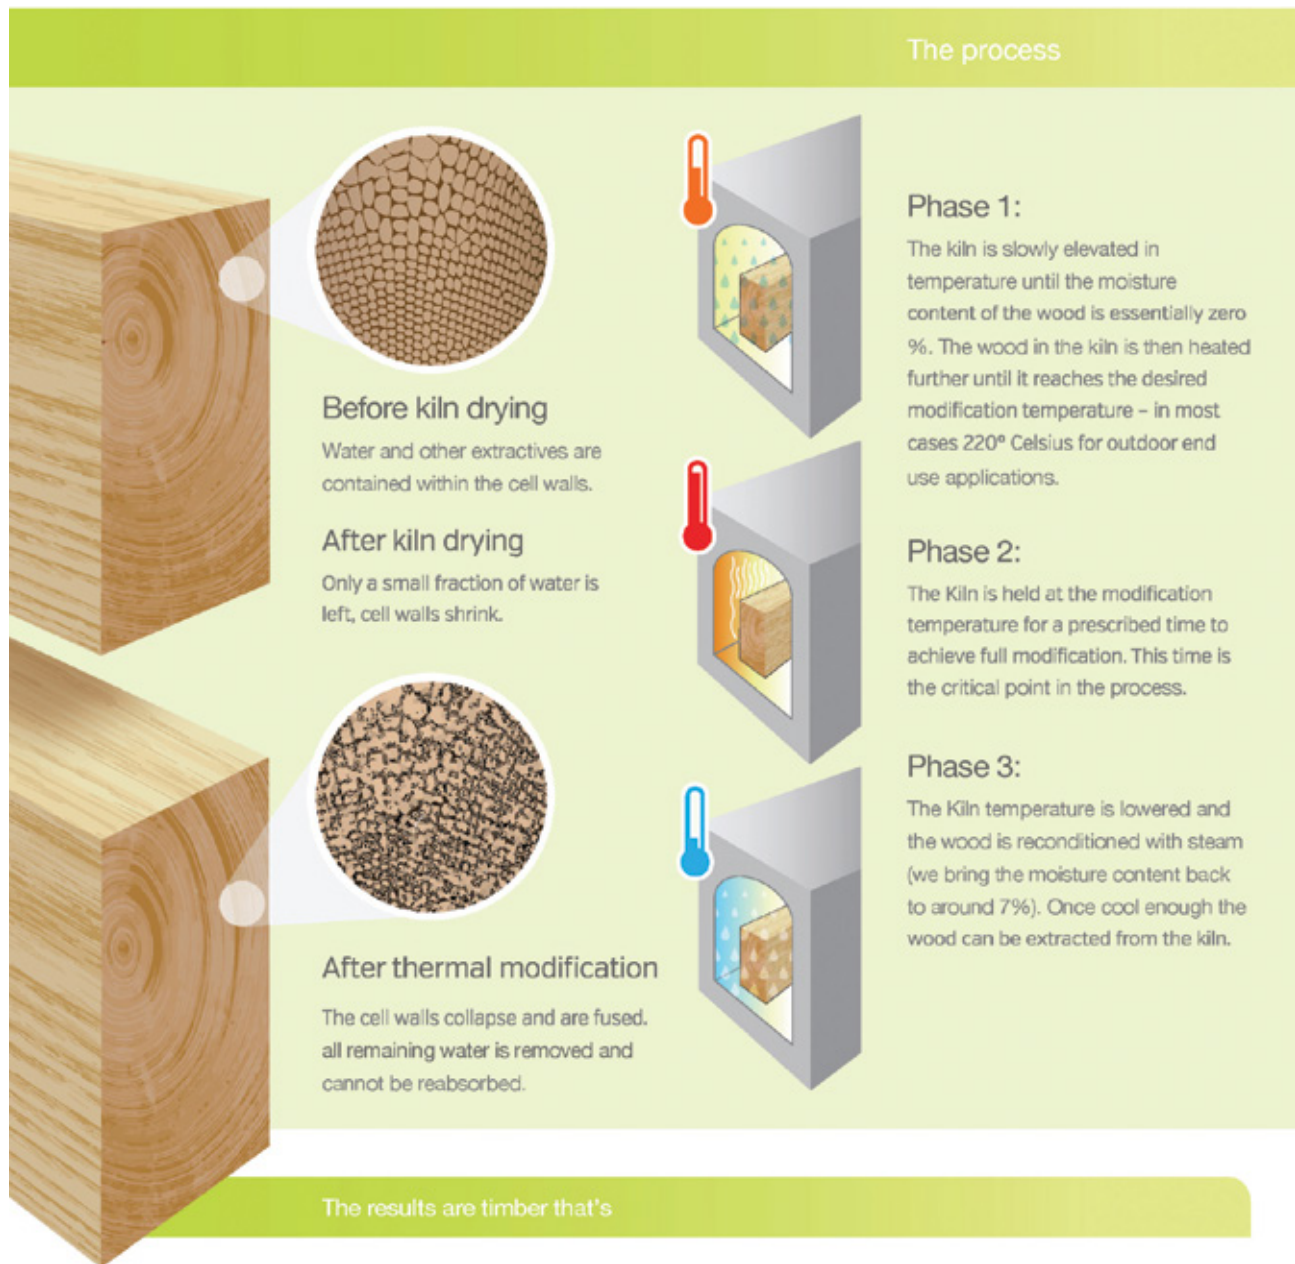 The process
Before kiln drying
Water and other extractives are
contained within the cell walls.
After kiln drying
Only a small fraction of water is
left, cell walls shrink.
After thermal modification
The cell walls collapse and are fused.
all remaining water is removed and
cannot be reabsorbed.
Phase 1:
The kiln is slowly elevated in
temperature until the moisture
content of the wood is essentially zero
%. The wood in the kiln is then heated
further until it reaches the desired
modification temperature – in most
cases 220º Celsius for outdoor end
use applications.
Phase 2:
The Kiln is held at the modification
temperature for a prescribed time to
achieve full modification. This time is
the critical point in the process.
Phase 3:
The Kiln temperature is lowered and
the wood is reconditioned with steam
(we bring the moisture content back
to around 7%). Once cool enough the
wood can be extracted from the kiln.
The results are timber that's